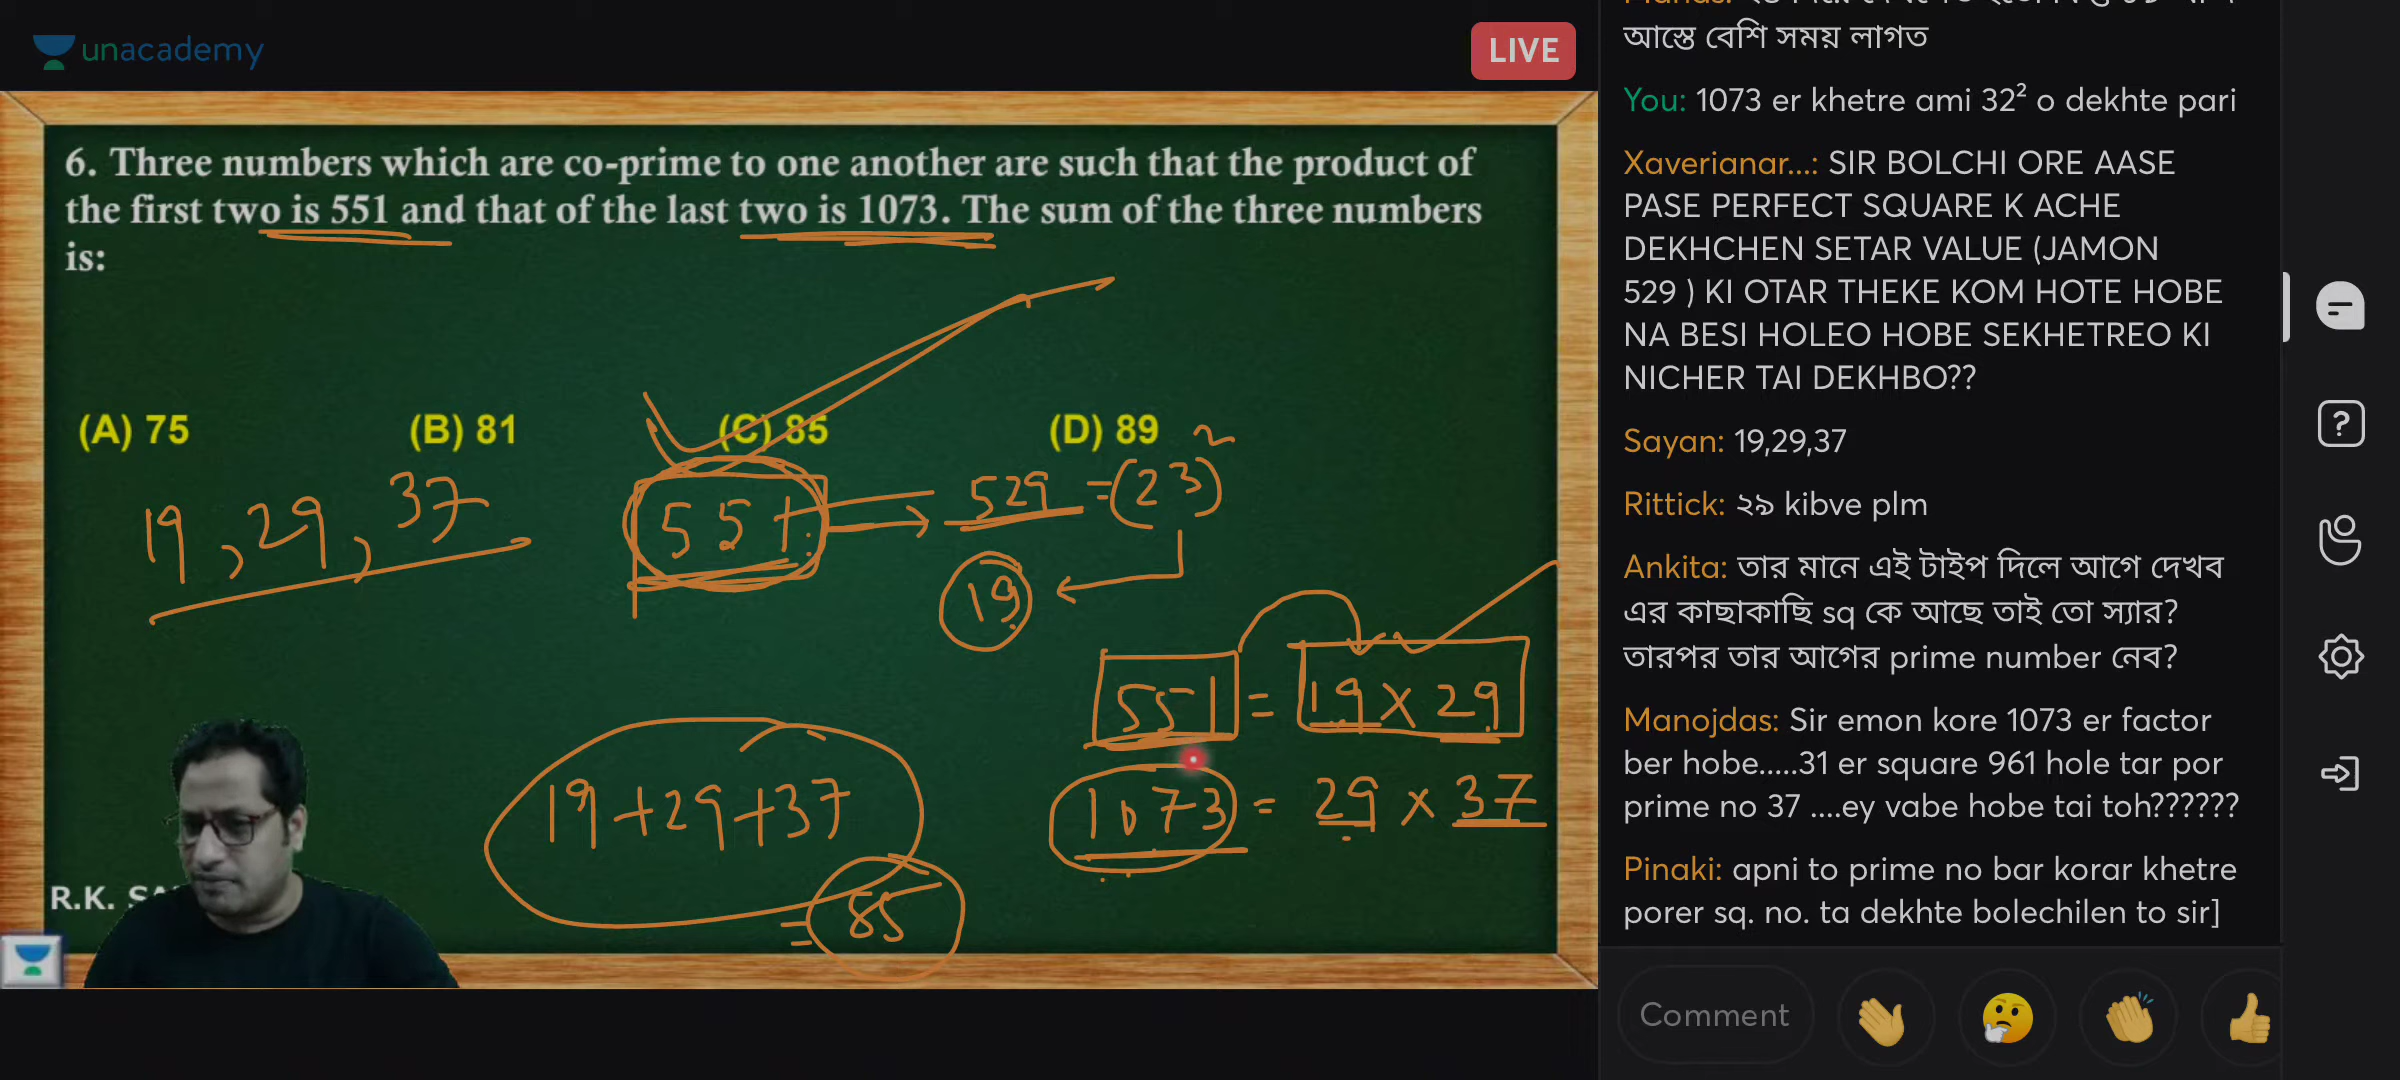 unacademy
LIVE
6. Three numbers which are co-prime to one another are such that the product of
the first two is 551 and that of the last two is 1073. The sum of the three numbers
is:
(A) 75 (B) 81 (C) 85 (D) 89
19, 29, 37
551 529 = (23)²
19
551 = 19 × 29
1073 = 29 × 37
19+29+37
= 85
R.K.
আস্তে বেশি সময় লাগত
You: 1073 er khetre ami 32² o dekhte pari
Xaverianar...: SIR BOLCHI ORE AASE
PASE PERFECT SQUARE K ACHE
DEKHCHEN SETAR VALUE (JAMON
529 ) KI OTAR THEKE KOM HOTE HOBE
NA BESI HOLEO HOBE SEKHETREO KI
NICHER TAI DEKHBO??
Sayan: 19,29,37
Rittick: ২৯ kibve plm
Ankita: তার মানে এই টাইপ দিলে আগে দেখব
এর কাছাকাছি sq কে আছে তাই তো স্যার?
তারপর তার আগের prime number নেব?
Manojdas: Sir emon kore 1073 er factor
ber hobe.....31 er square 961 hole tar por
prime no 37 ....ey vabe hobe tai toh??????
Pinaki: apni to prime no bar korar khetre
porer sq. no. ta dekhte bolechilen to sir]
Comment